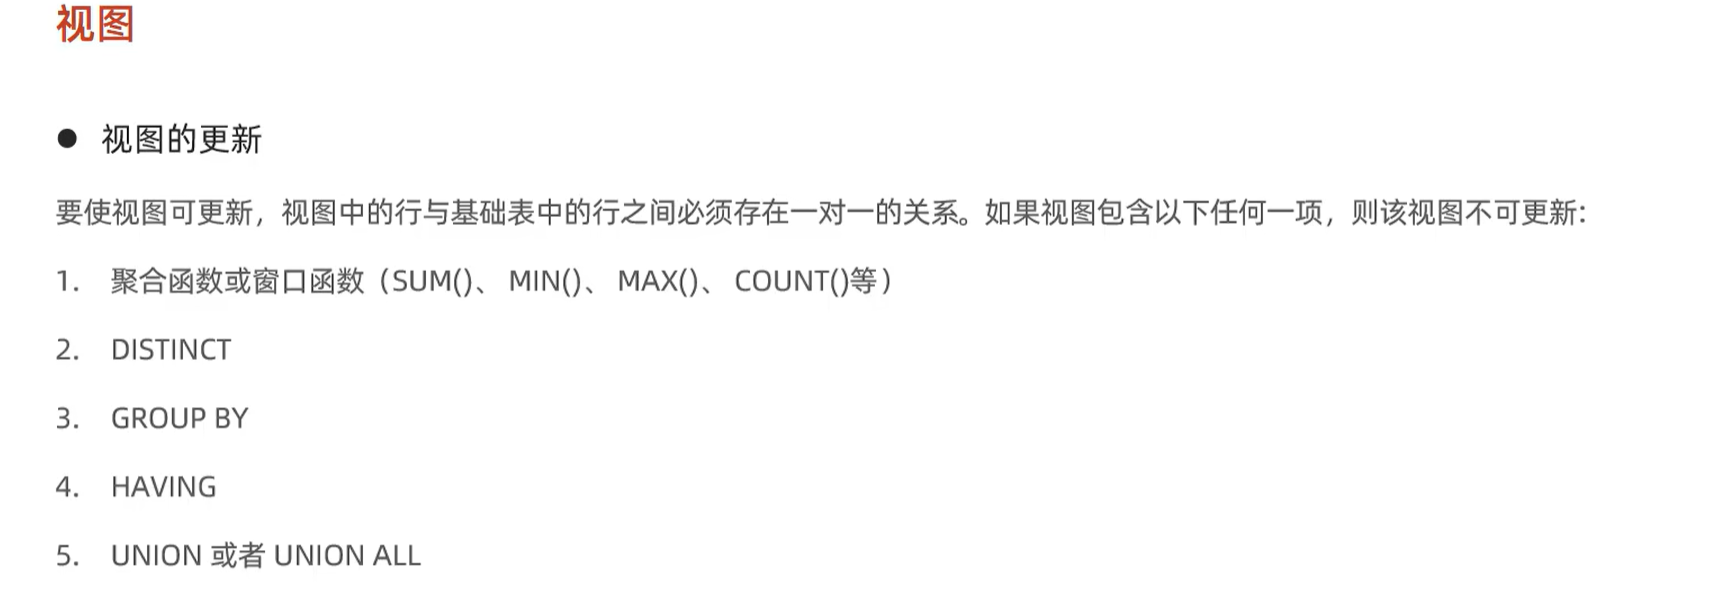 视图
● 视图的更新
要使视图可更新，视图中的行与基础表中的行之间必须存在一对一的关系。如果视图包含以下任何一项，则该视图不可更新：
1. 聚合函数或窗口函数（SUM()、 MIN()、 MAX()、 COUNT()等）
2. DISTINCT
3. GROUP BY
4. HAVING
5. UNION 或者 UNION ALL